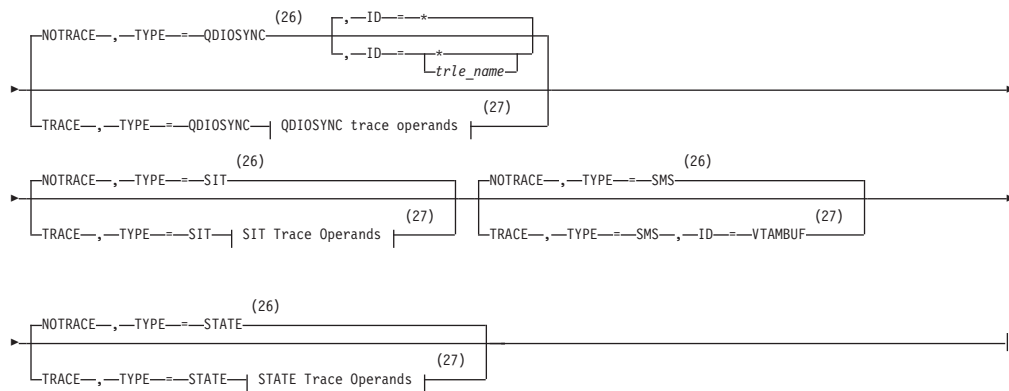 (26)
,—ID—=—*
NOTRACE—,—TYPE—=—QDIOSYNC
,—ID—=—*
trle_name
(27)
TRACE—,—TYPE—=—QDIOSYNC—┤ QDIOSYNC trace operands ├
(26) (26)
NOTRACE—,—TYPE—=—SIT NOTRACE—,—TYPE—=—SMS
(27) (27)
TRACE—,—TYPE—=—SIT—┤ SIT Trace Operands ├ TRACE—,—TYPE—=—SMS—,—ID—=—VTAMBUF
(26)
NOTRACE—,—TYPE—=—STATE
(27)
TRACE—,—TYPE—=—STATE—┤ STATE Trace Operands ├